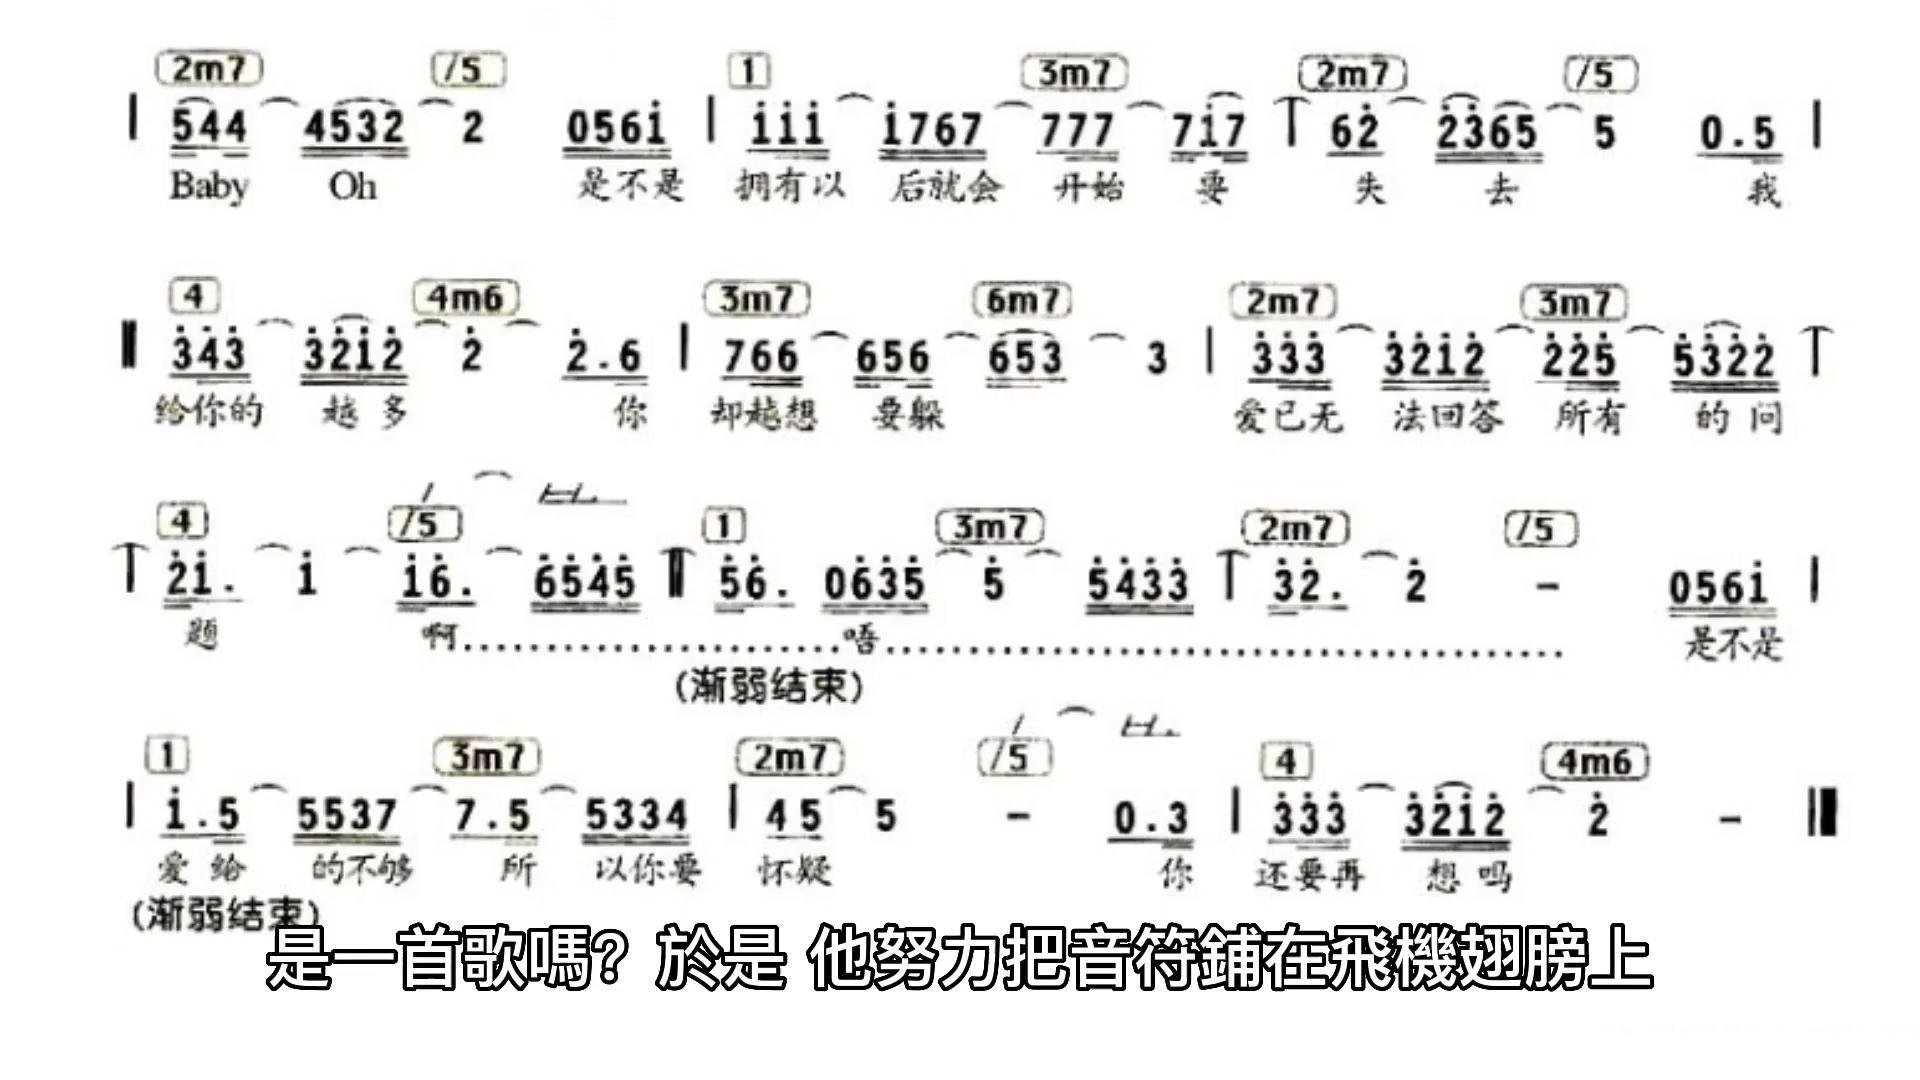 2m7 /5 1 3m7 2m7 /5
| 544 4532 2 0561 | 111 1767 777 717 | 62 2365 5 0.5 |
Baby Oh 是不是 拥有以 后就会 开始 要 失 去 我
4 4m6 3m7 6m7 2m7 3m7
343 3212 2 2.6 | 766 656 653 3 | 333 3212 225 5322 |
给你的 越多 你 却越想 要躲 爱已无 法回答 所有 的问
4 /5 1 3m7 2m7 /5
| 21. 1 16. 6545 56. 0635 5 5433 | 32. 2 - 0561 |
题 啊 唔 是不是
(渐弱结束)
1 3m7 2m7 /5 4 4m6
| 1.5 5537 7.5 5334 | 45 5 - 0.3 | 333 3212 2 - ||
爱给 的不够 所 以你要 怀疑 你 还要再 想吗
(渐弱结束)
是一首歌嗎？於是 他努力把音符鋪在飛機翅膀上